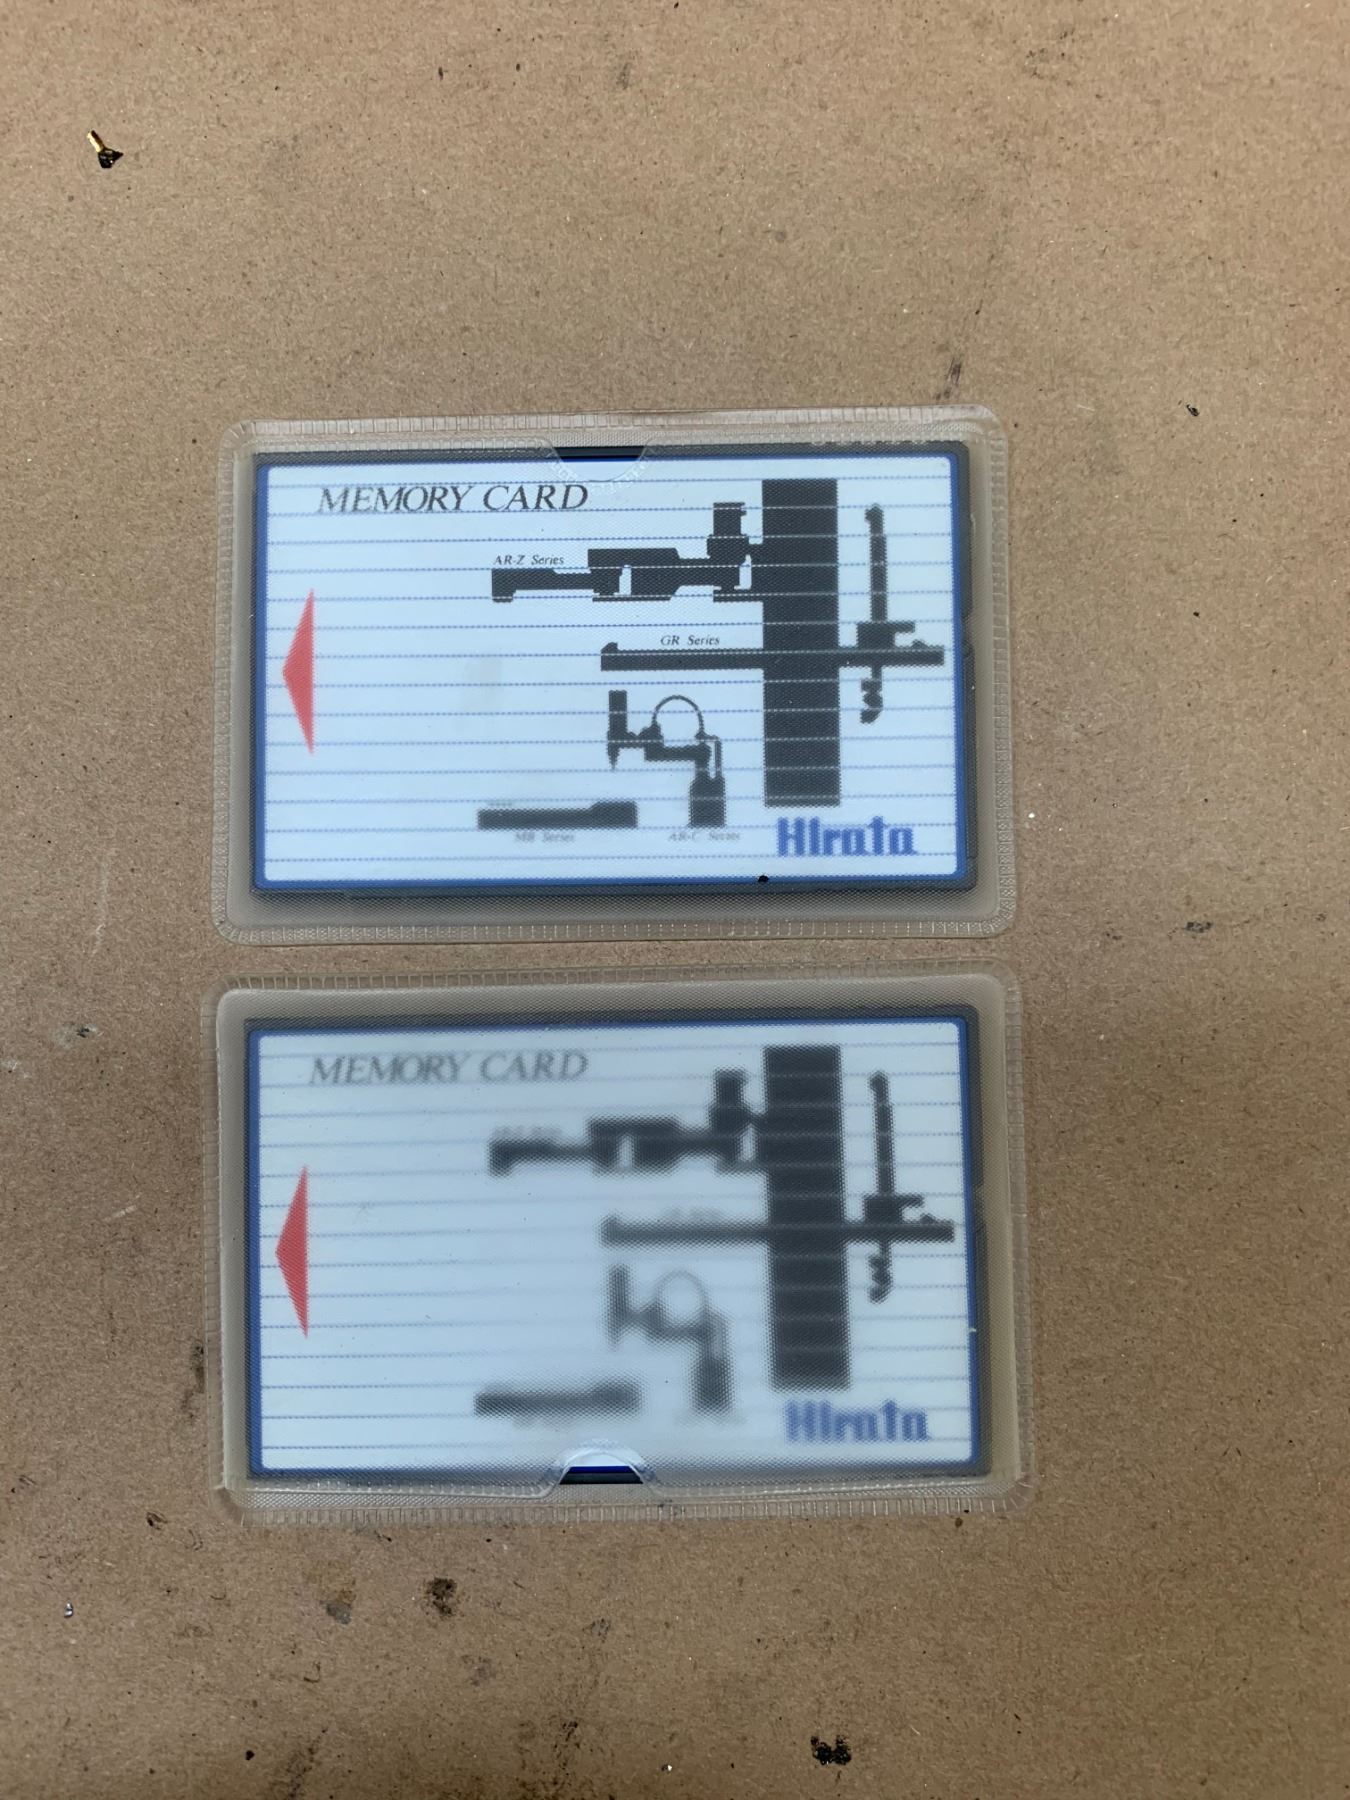 MEMORY CARD
AR-Z Series
GR Series
MB Series
AR-C Series
HIrata
MEMORY CARD
HIrata